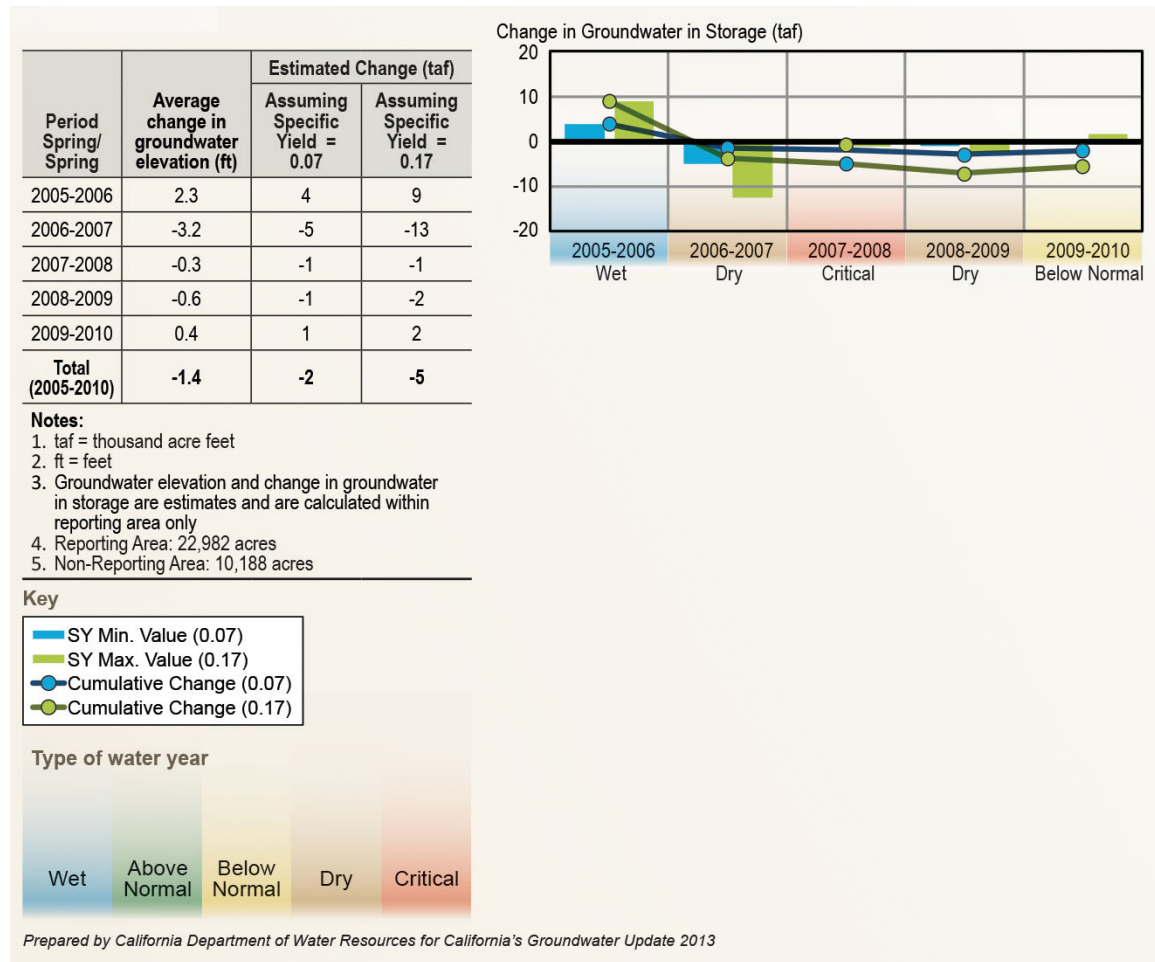 Period
Spring/
Spring
Average
change in
groundwater
elevation (ft)
Estimated Change (taf)
Assuming
Specific
Yield =
0.07
Assuming
Specific
Yield =
0.17
2005-2006 2.3 4 9
2006-2007 -3.2 -5 -13
2007-2008 -0.3 -1 -1
2008-2009 -0.6 -1 -2
2009-2010 0.4 1 2
Total
(2005-2010) -1.4 -2 -5
Notes:
1. taf = thousand acre feet
2. ft = feet
3. Groundwater elevation and change in groundwater
in storage are estimates and are calculated within
reporting area only
4. Reporting Area: 22,982 acres
5. Non-Reporting Area: 10,188 acres
Key
SY Min. Value (0.07)
SY Max. Value (0.17)
Cumulative Change (0.07)
Cumulative Change (0.17)
Type of water year
Wet
Above
Normal
Below
Normal
Dry
Critical
Change in Groundwater in Storage (taf)
20
10
0
-10
-20
2005-2006 2006-2007 2007-2008 2008-2009 2009-2010
Wet Dry Critical Dry Below Normal
Prepared by California Department of Water Resources for California's Groundwater Update 2013